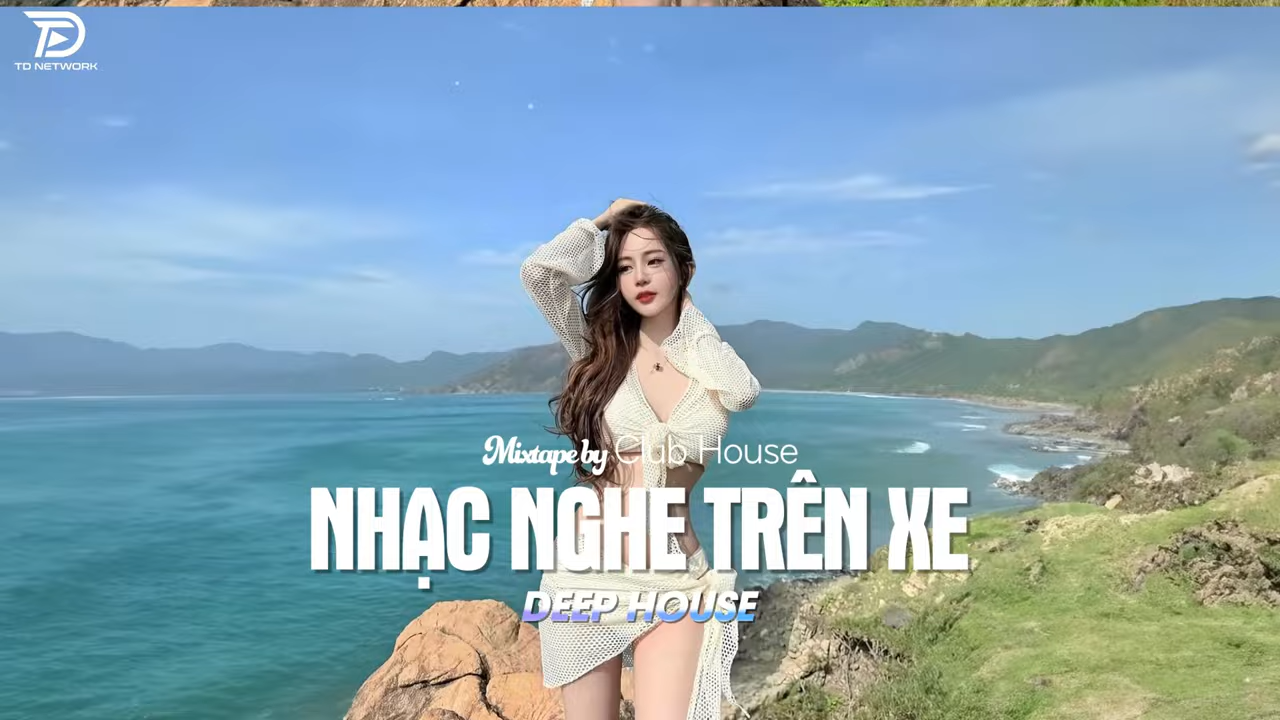 TD NETWORK
Mixtape by Club House
NHẠC NGHE TRÊN XE
DEEP HOUSE